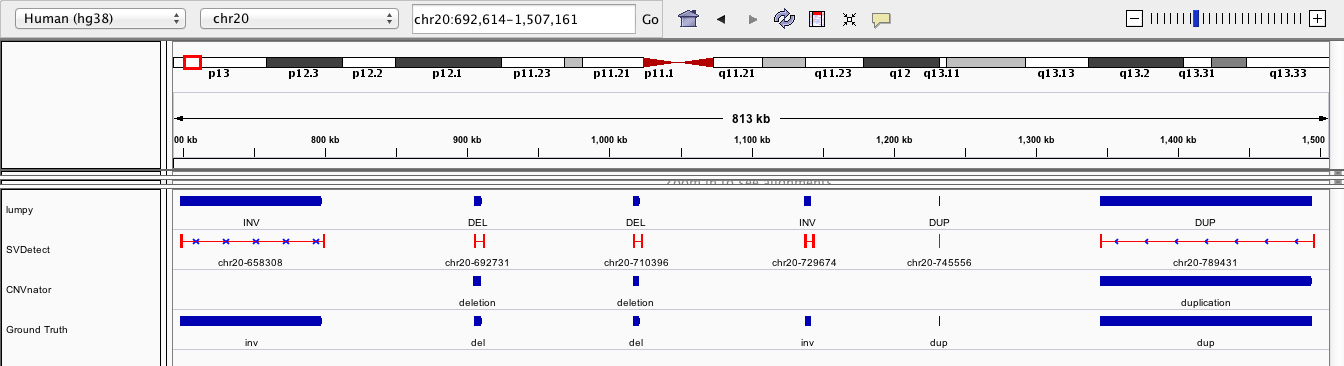 Human (hg38) chr20 chr20:692,614-1,507,161 Go
p13 p12.3 p12.2 p12.1 p11.23 p11.21 p11.1 q11.21 q11.23 q12 q13.11 q13.13 q13.2 q13.31 q13.33
813 kb
00 kb 800 kb 900 kb 1,000 kb 1,100 kb 1,200 kb 1,300 kb 1,400 kb 1,500
Zoom in to see alignments
lumpy
INV DEL DEL INV DUP DUP
SVDetect
chr20-658308 chr20-692731 chr20-710396 chr20-729674 chr20-745556 chr20-789431
CNVnator
deletion deletion duplication
Ground Truth
inv del del inv dup dup